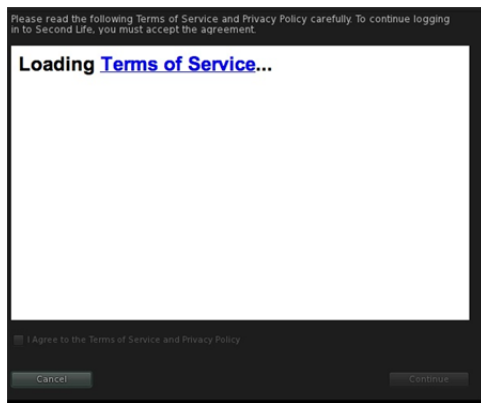 Please read the following Terms of Service and Privacy Policy carefully. To continue logging
in to Second Life, you must accept the agreement.
Loading Terms of Service...
I Agree to the Terms of Service and Privacy Policy
Cancel
Continue